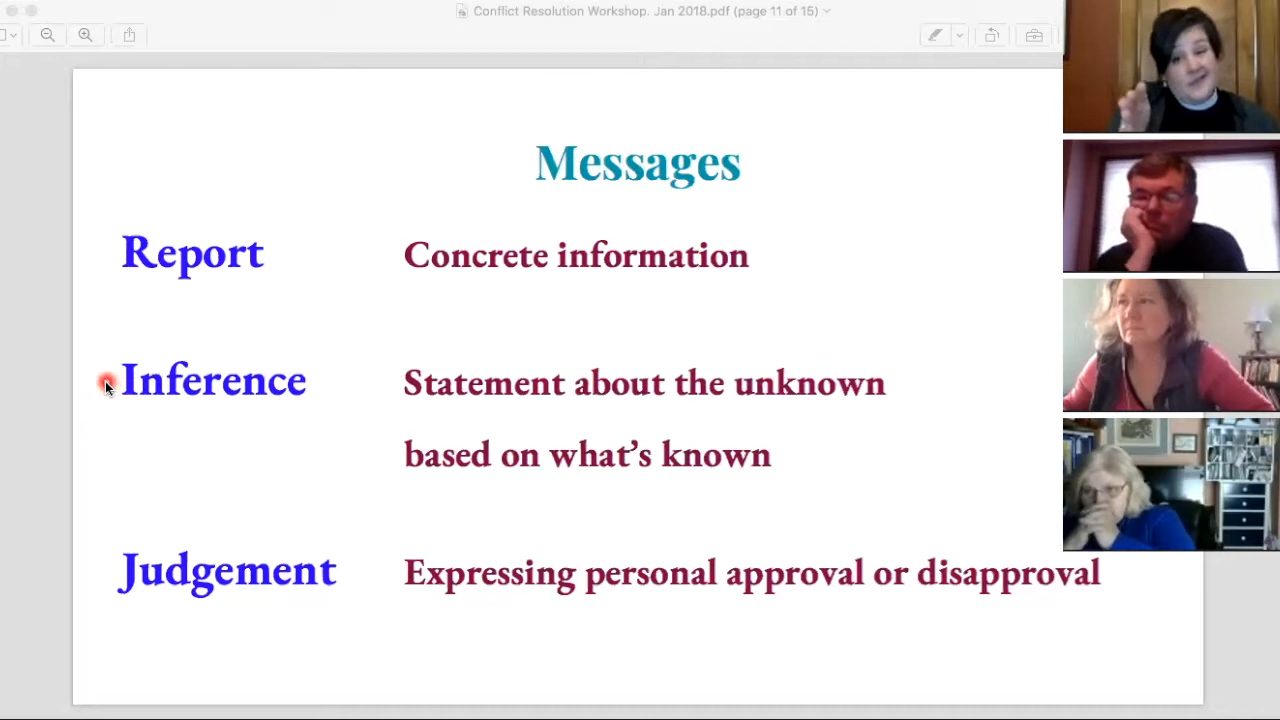 Conflict Resolution Workshop. Jan 2018.pdf (page 11 of 15)
Messages
Report Concrete information
Inference Statement about the unknown
based on what’s known
Judgement Expressing personal approval or disapproval